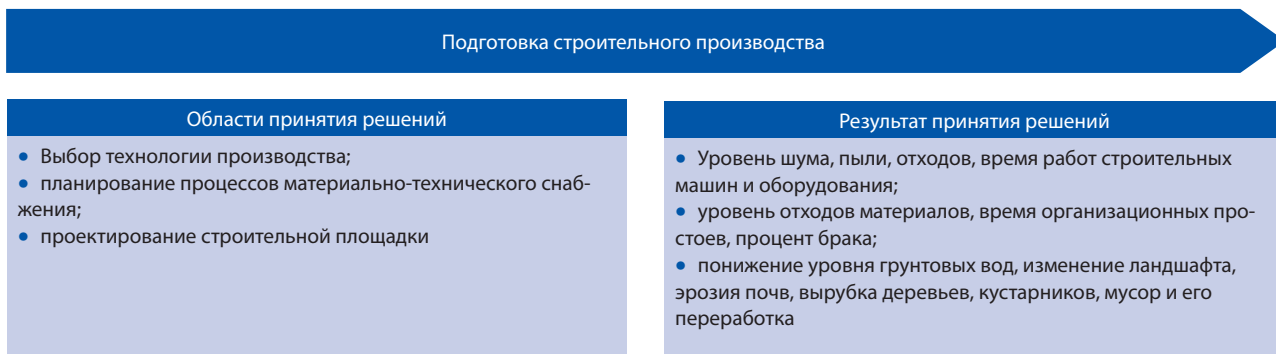 Подготовка строительного производства
Области принятия решений
• Выбор технологии производства;
• планирование процессов материально-технического снаб-
жения;
• проектирование строительной площадки
Результат принятия решений
• Уровень шума, пыли, отходов, время работ строительных
машин и оборудования;
• уровень отходов материалов, время организационных про-
стоев, процент брака;
• понижение уровня грунтовых вод, изменение ландшафта,
эрозия почв, вырубка деревьев, кустарников, мусор и его
переработка